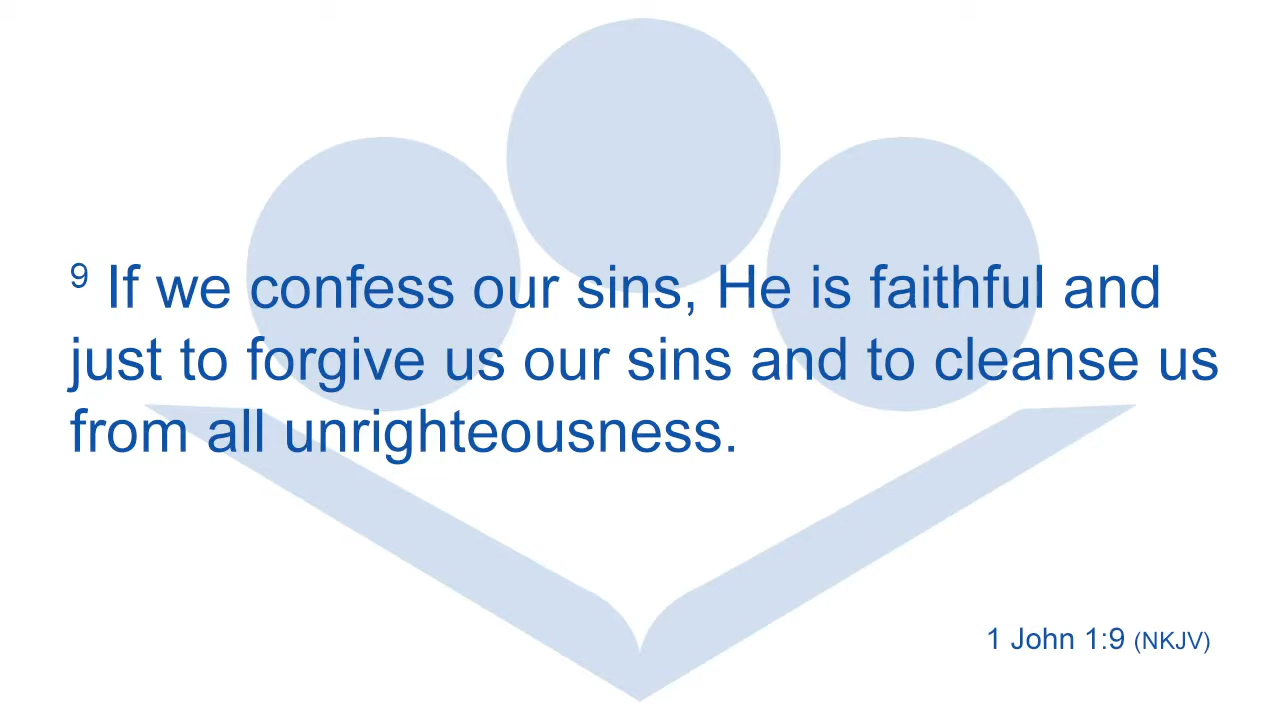 9 If we confess our sins, He is faithful and
just to forgive us our sins and to cleanse us
from all unrighteousness.
1 John 1:9 (NKJV)